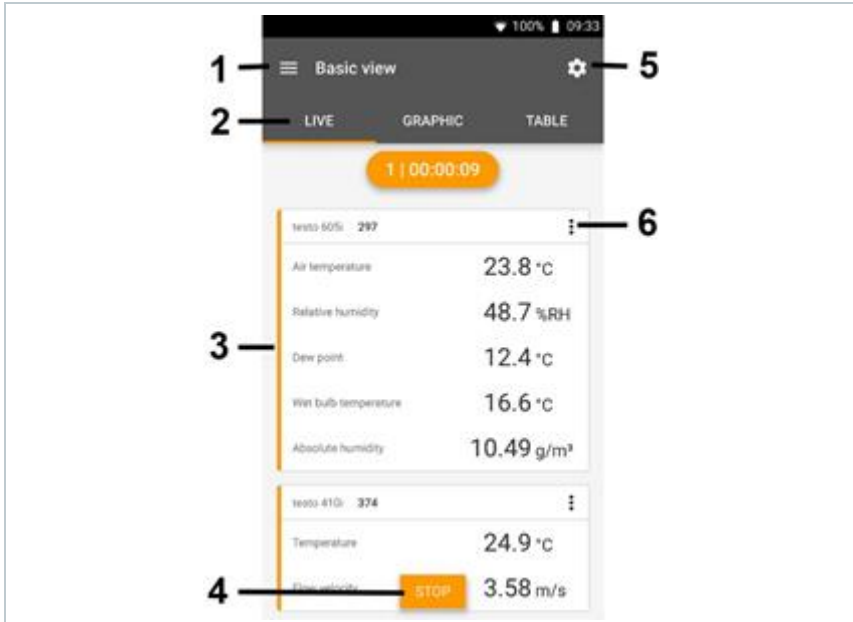 100% 09:33
1 Basic view 5
2 LIVE GRAPHIC TABLE
1 | 00:00:09
testo 605i 297 6
Air temperature 23.8 °C
Relative humidity 48.7 %RH
3 Dew point 12.4 °C
Wet bulb temperature 16.6 °C
Absolute humidity 10.49 g/m³
testo 410i 374
Temperature 24.9 °C
4 Flow velocity STOP 3.58 m/s